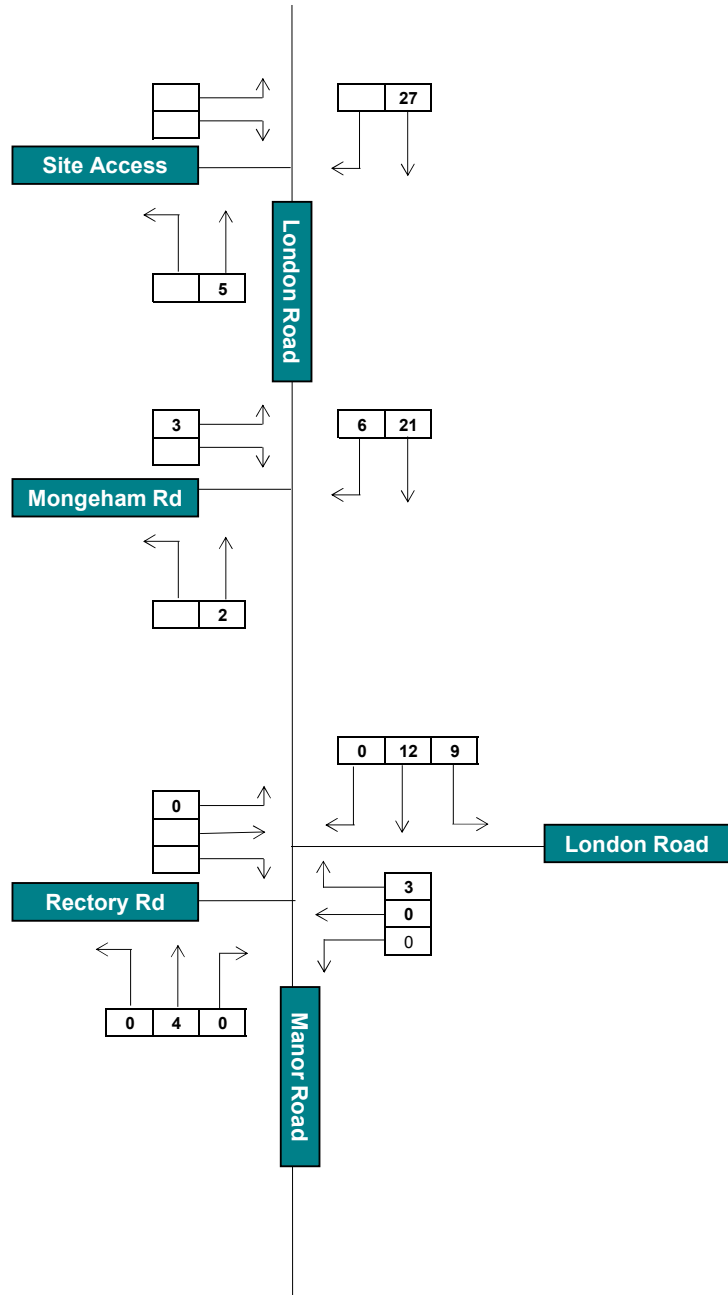 27
Site Access
London Road
5
3
6 21
Mongeham Rd
2
0 12 9
0
London Road
3
Rectory Rd
0
0
Manor Road
0 4 0